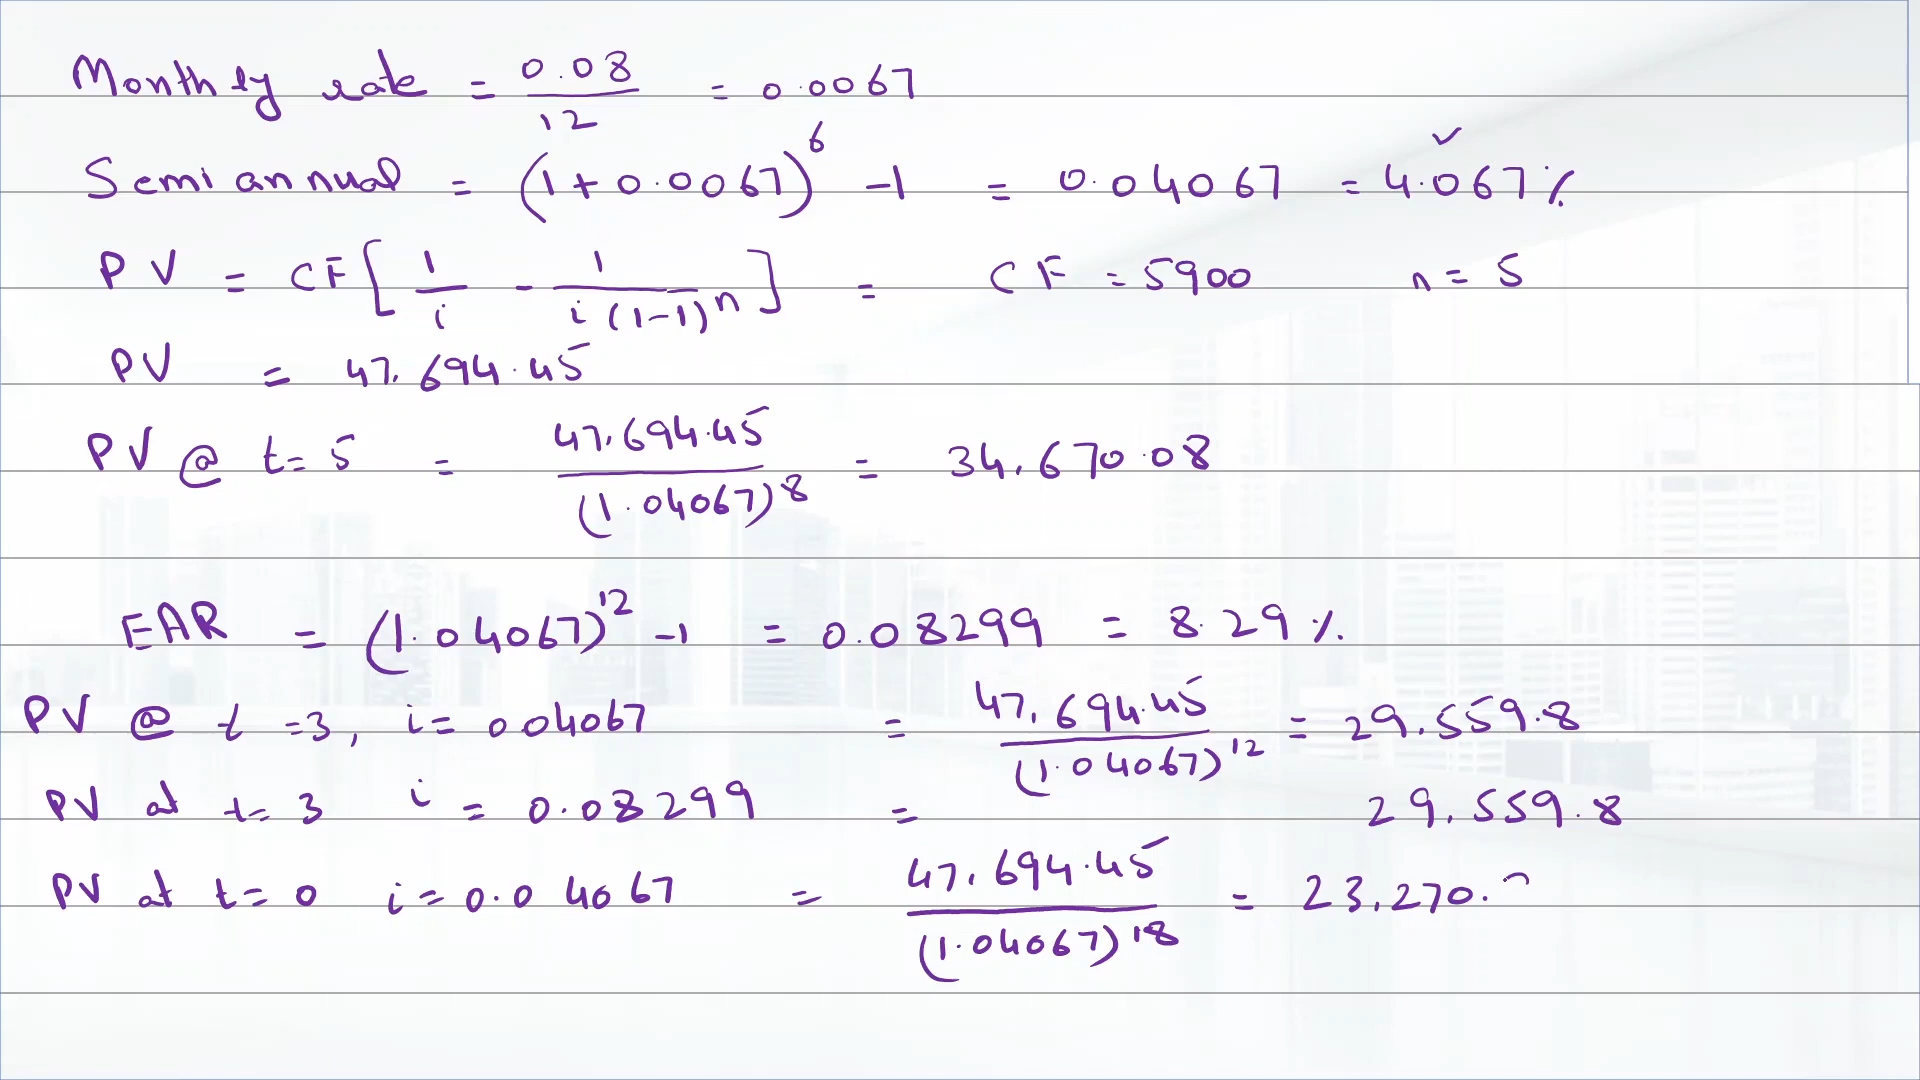 Monthly rate = 0.08 / 12 = 0.0067
Semiannual = (1+0.0067)^6 -1 = 0.04067 = 4.067%
PV = CF[1/i - 1/i(1-1)^n] = CF = 5900 n = 5
PV = 47,694.45
PV @ t= 5 = 47,694.45 / (1.04067)^8 = 34,670.08
EAR = (1.04067)^12 -1 = 0.08299 = 8.29%
PV @ t =3, i= 0.04067 = 47,694.45 / (1.04067)^12 = 29,559.8
PV at t= 3 i = 0.08299 = 29,559.8
PV at t= 0 i = 0.04067 = 47,694.45 / (1.04067)^18 = 23,270.